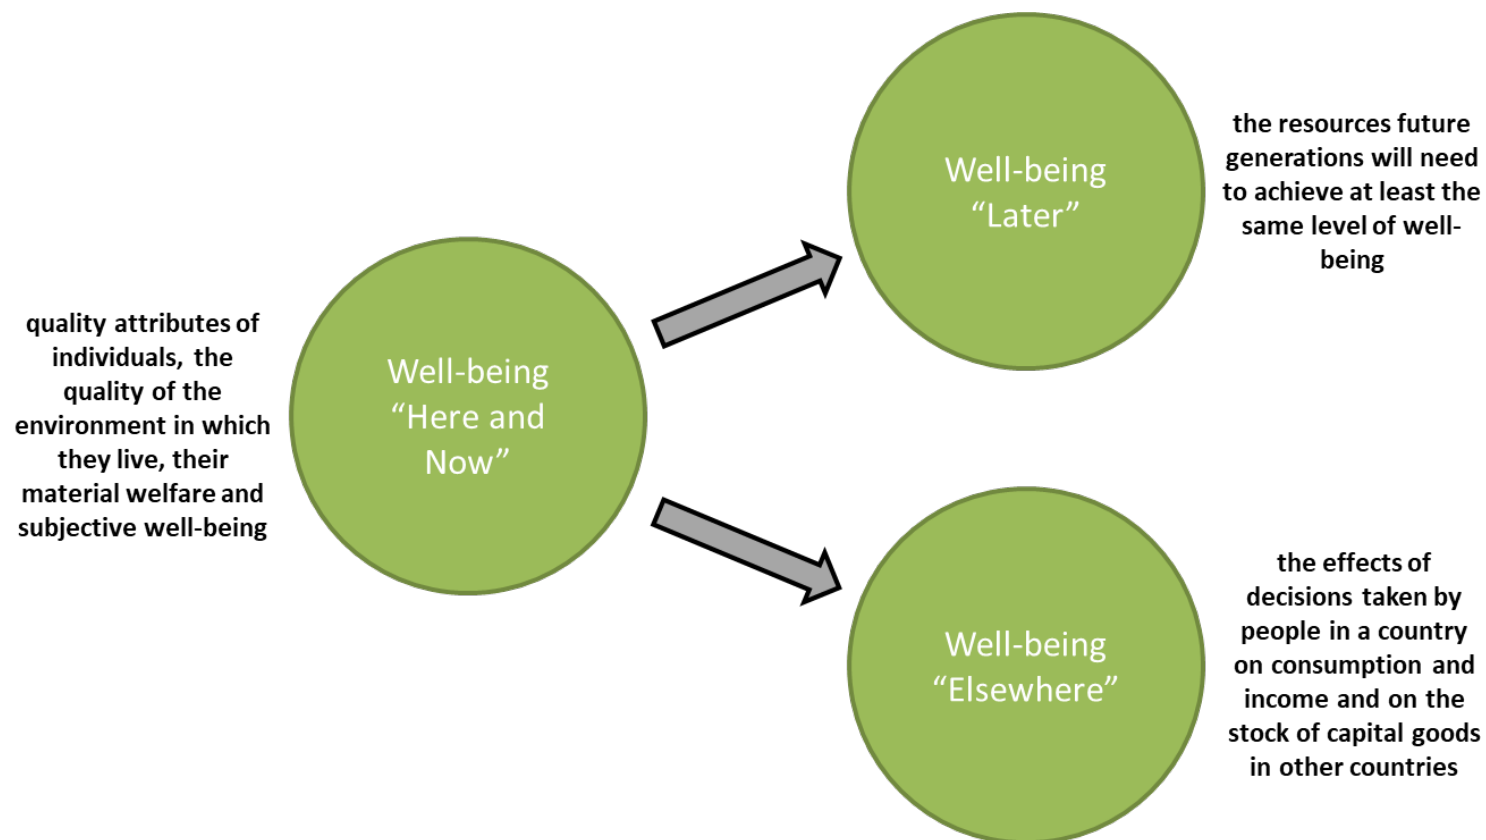 quality attributes of
individuals, the
quality of the
environment in which
they live, their
material welfare and
subjective well-being
Well-being
“Here and
Now”
Well-being
“Later”
the resources future
generations will need
to achieve at least the
same level of well-
being
Well-being
“Elsewhere”
the effects of
decisions taken by
people in a country
on consumption and
income and on the
stock of capital goods
in other countries